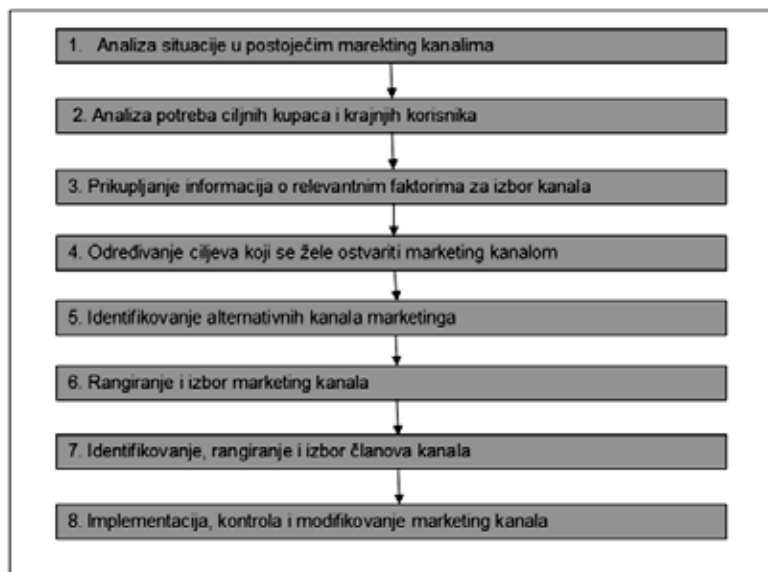 1. Analiza situacije u postojećim marekting kanalima
2. Analiza potreba ciljnih kupaca i krajnjih korisnika
3. Prikupljanje informacija o relevantnim faktorima za izbor kanala
4. Određivanje ciljeva koji se žele ostvariti marketing kanalom
5. Identifikovanje alternativnih kanala marketinga
6. Rangiranje i izbor marketing kanala
7. Identifikovanje, rangiranje i izbor članova kanala
8. Implementacija, kontrola i modifikovanje marketing kanala